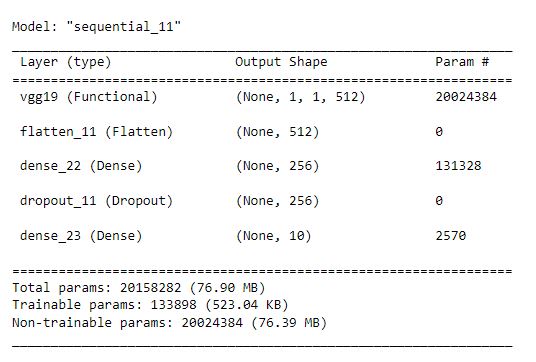 Model: "sequential_11"
_________________________________________________________________
Layer (type) Output Shape Param #
=================================================================
vgg19 (Functional) (None, 1, 1, 512) 20024384
flatten_11 (Flatten) (None, 512) 0
dense_22 (Dense) (None, 256) 131328
dropout_11 (Dropout) (None, 256) 0
dense_23 (Dense) (None, 10) 2570
=================================================================
Total params: 20158282 (76.90 MB)
Trainable params: 133898 (523.04 KB)
Non-trainable params: 20024384 (76.39 MB)
_________________________________________________________________